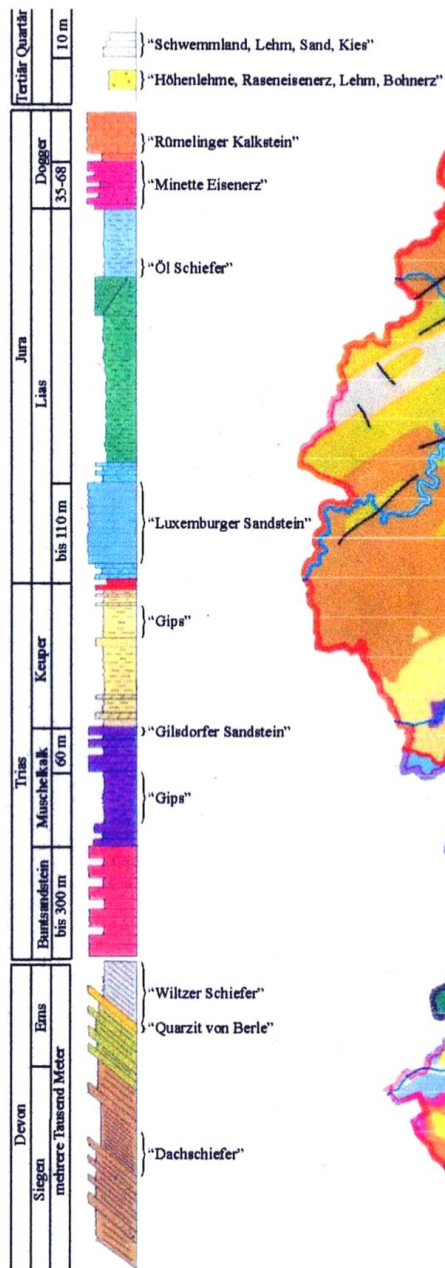 Tertiär Quartär
10 m
"Schwemmland, Lehm, Sand, Kies"
"Höhenlehme, Raseneisenerz, Lehm, Bohnerz"
Jura
Dogger
35-68
"Rümelinger Kalkstein"
"Minette Eisenerz"
Lias
"Öl Schiefer"
bis 110 m
"Luxemburger Sandstein"
Trias
Keuper
"Gips"
Muschelkalk
60 m
"Gilsdorfer Sandstein"
"Gips"
Buntsandstein
bis 300 m
Devon
Ems
mehrere Tausend Meter
"Wiltzer Schiefer"
"Quarzit von Berle"
Siegen
"Dachschiefer"